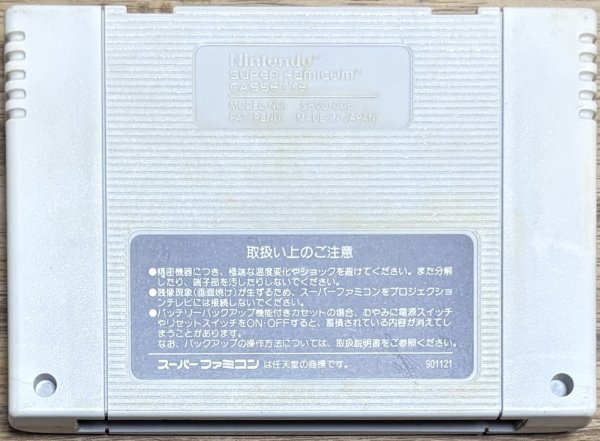 Nintendo
SUPER Famicom™
CASSETTE
MODEL NO. SHVC-006
PAT. PEND. MADE IN JAPAN
取扱い上のご注意
●精密機器につき、極端な温度変化やショックを避けてください。また分解
したり、端子部を汚したりしないでください。
●残像現象(画面焼け)が生ずるため、スーパーファミコンをプロジェクション
テレビには接続しないでください。
●バッテリーバックアップ機能付きカセットの場合、むやみに電源スイッチ
やリセットスイッチをON・OFFすると、蓄積されている内容が消えてし
まうことがあります。
なお、バックアップの操作方法については、取扱説明書をご参照ください。
スーパーファミコンは任天堂の商標です。 901121